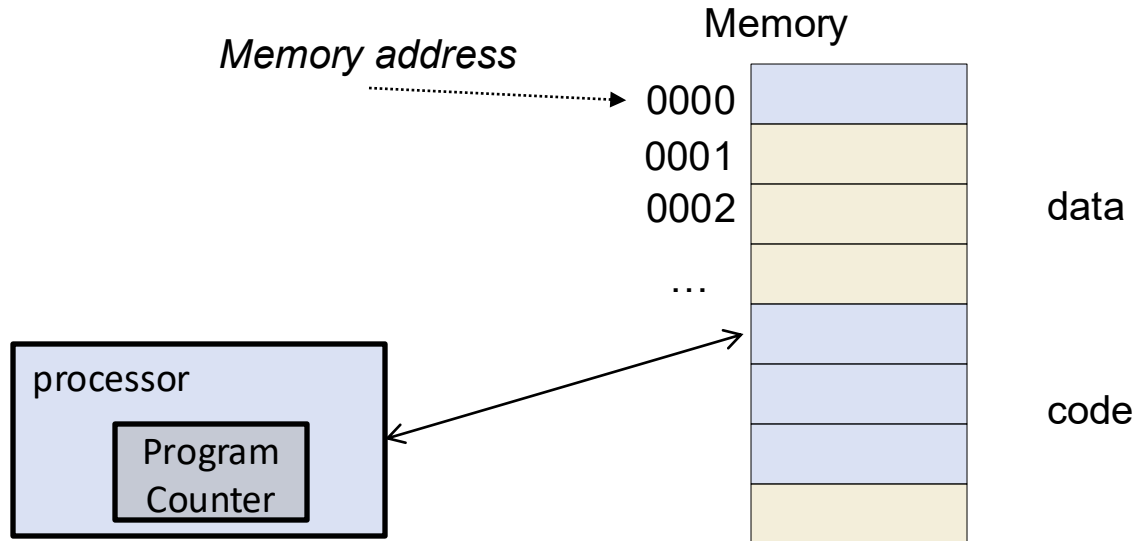 Memory
Memory address
0000
0001
0002
data
…
processor
Program
Counter
code